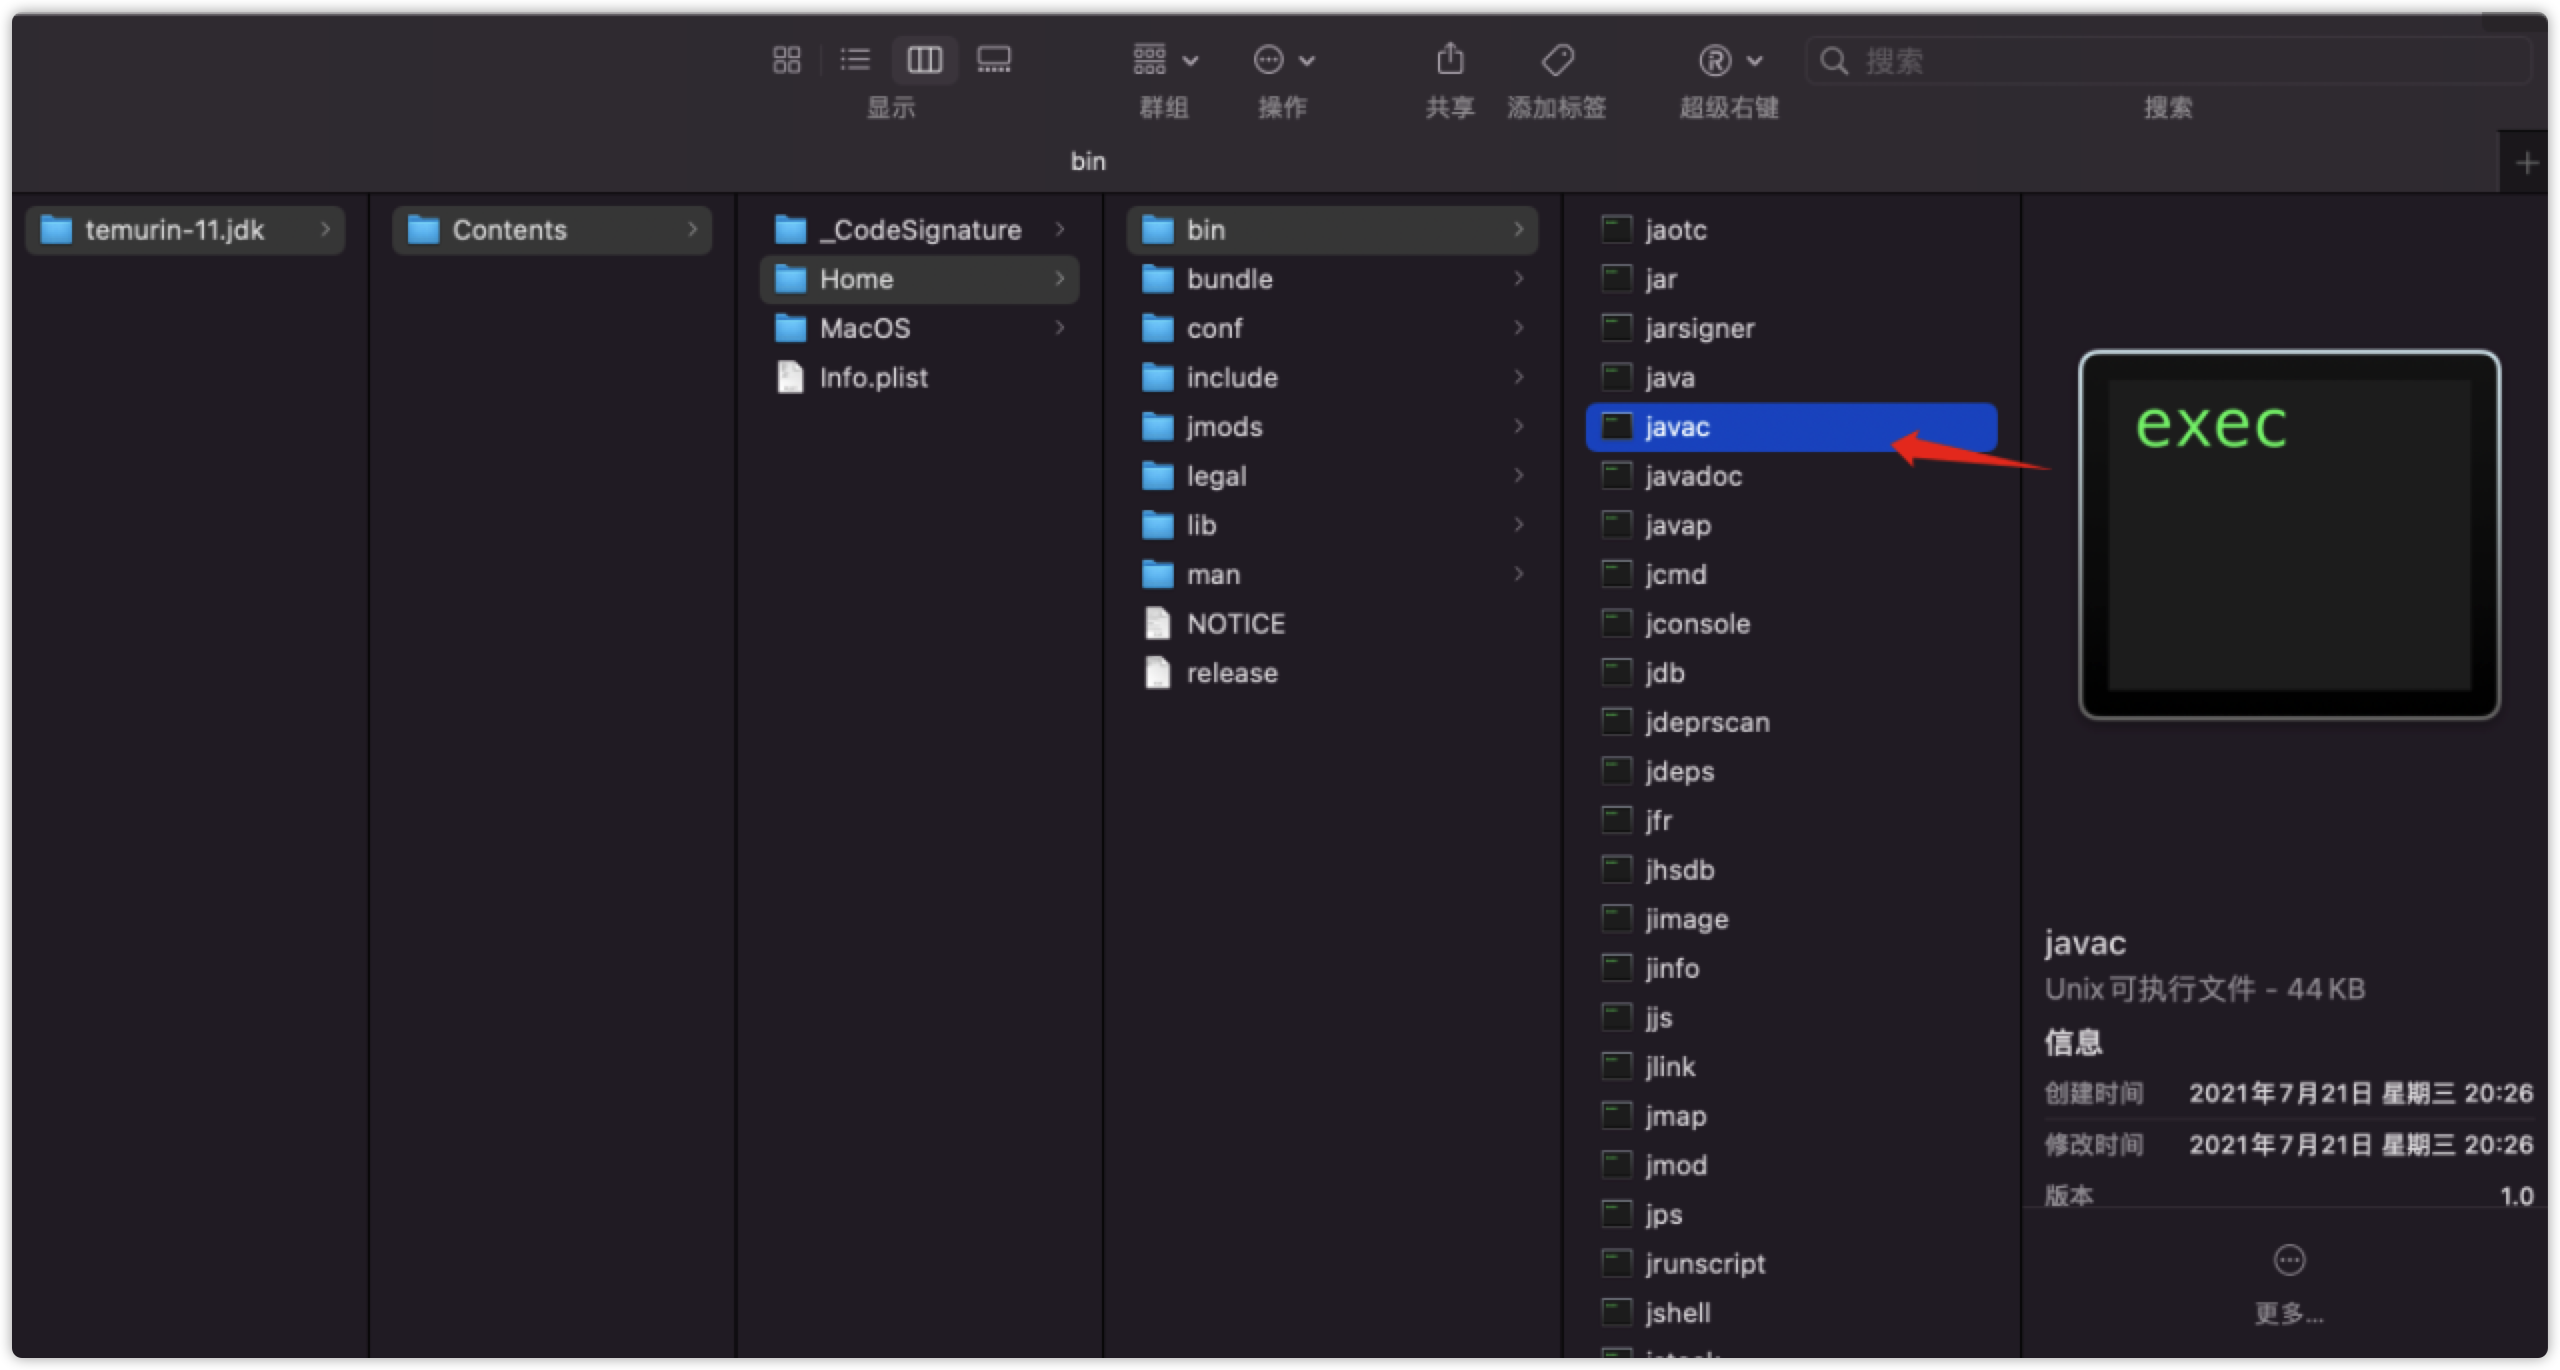 搜索
显示
群组
操作
共享
添加标签
超级右键
搜索
bin
temurin-11.jdk
Contents
_CodeSignature
Home
MacOS
Info.plist
bin
bundle
conf
include
jmods
legal
lib
man
NOTICE
release
jaotc
jar
jarsigner
java
javac
javadoc
javap
jcmd
jconsole
jdb
jdeprscan
jdeps
jfr
jhsdb
jimage
jinfo
jjs
jlink
jmap
jmod
jps
jrunscript
jshell
exec
javac
Unix可执行文件 - 44 KB
信息
创建时间 2021年7月21日 星期三 20:26
修改时间 2021年7月21日 星期三 20:26
版本 1.0
更多...